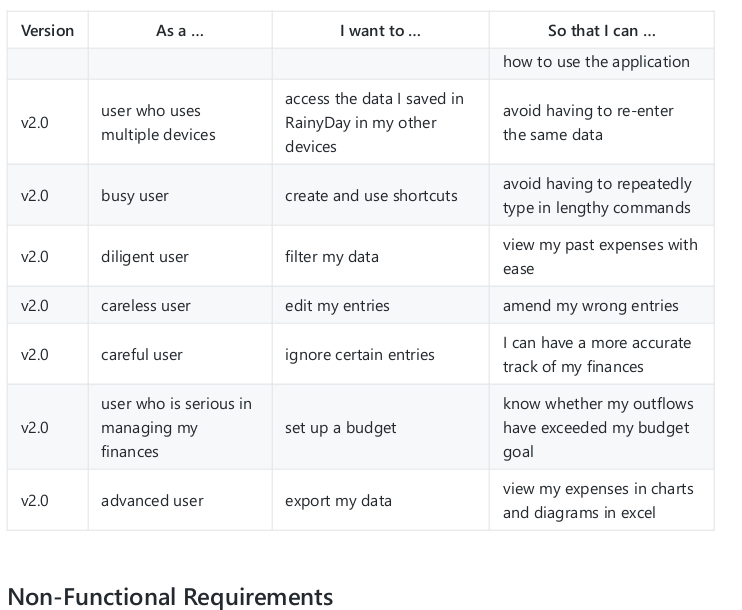 Version As a ... I want to ... So that I can ...
how to use the application
v2.0 user who uses multiple devices access the data I saved in RainyDay in my other devices avoid having to re-enter the same data
v2.0 busy user create and use shortcuts avoid having to repeatedly type in lengthy commands
v2.0 diligent user filter my data view my past expenses with ease
v2.0 careless user edit my entries amend my wrong entries
v2.0 careful user ignore certain entries I can have a more accurate track of my finances
v2.0 user who is serious in managing my finances set up a budget know whether my outflows have exceeded my budget goal
v2.0 advanced user export my data view my expenses in charts and diagrams in excel
Non-Functional Requirements